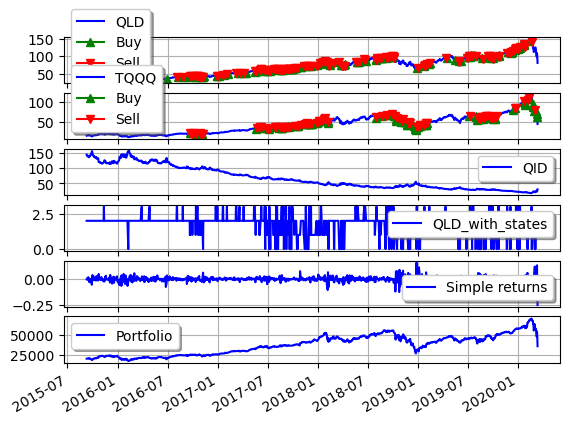 QLD
Buy
Sell
150
100
50
TQQQ
Buy
Sell
100
50
150
100
50
QID
2.5
0.0
QLD_with_states
0.00
−0.25
Simple returns
50000
25000
Portfolio
2015-07
2016-01
2016-07
2017-01
2017-07
2018-01
2018-07
2019-01
2019-07
2020-01